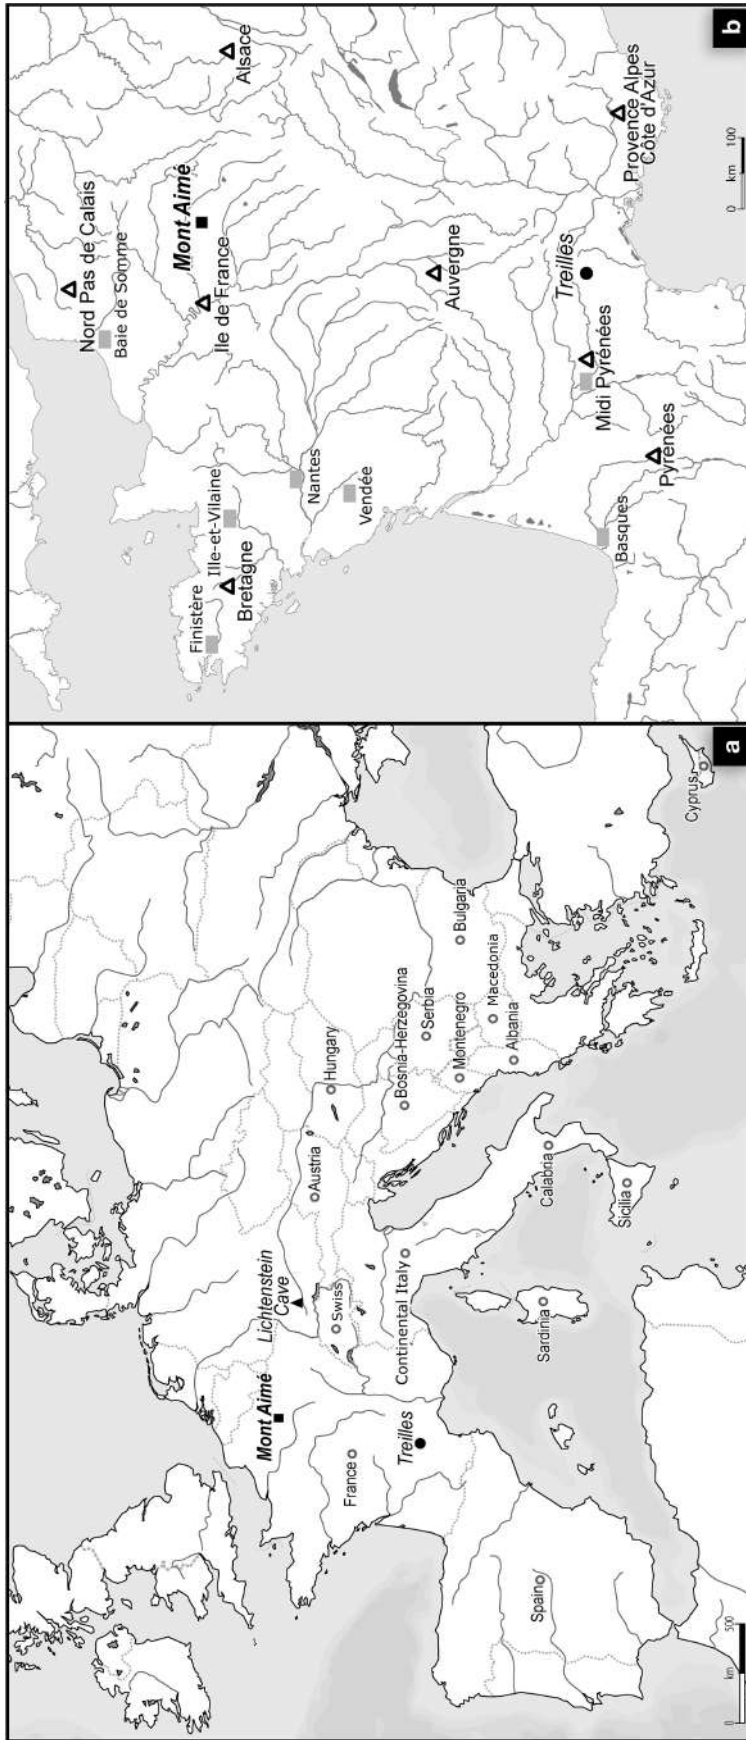 Mont Aimé
Lichtenstein
Cave
Austria
Hungary
Swiss
France
Treilles
Continental Italy
Bosnia-Herzegovina
Serbia
Montenegro
Bulgaria
Macedonia
Albania
Spain
Sardinia
Calabria
Sicilia
Cyprus
0 km 500
a
Nord Pas de Calais
Baie de Somme
Alsace
Mont Aimé
Ile de France
Finistère
Ille-et-Vilaine
Bretagne
Nantes
Vendée
Auvergne
Treilles
Midi Pyrénées
Basques
Pyrénées
Provence Alpes
Côte d'Azur
0 km 100
b